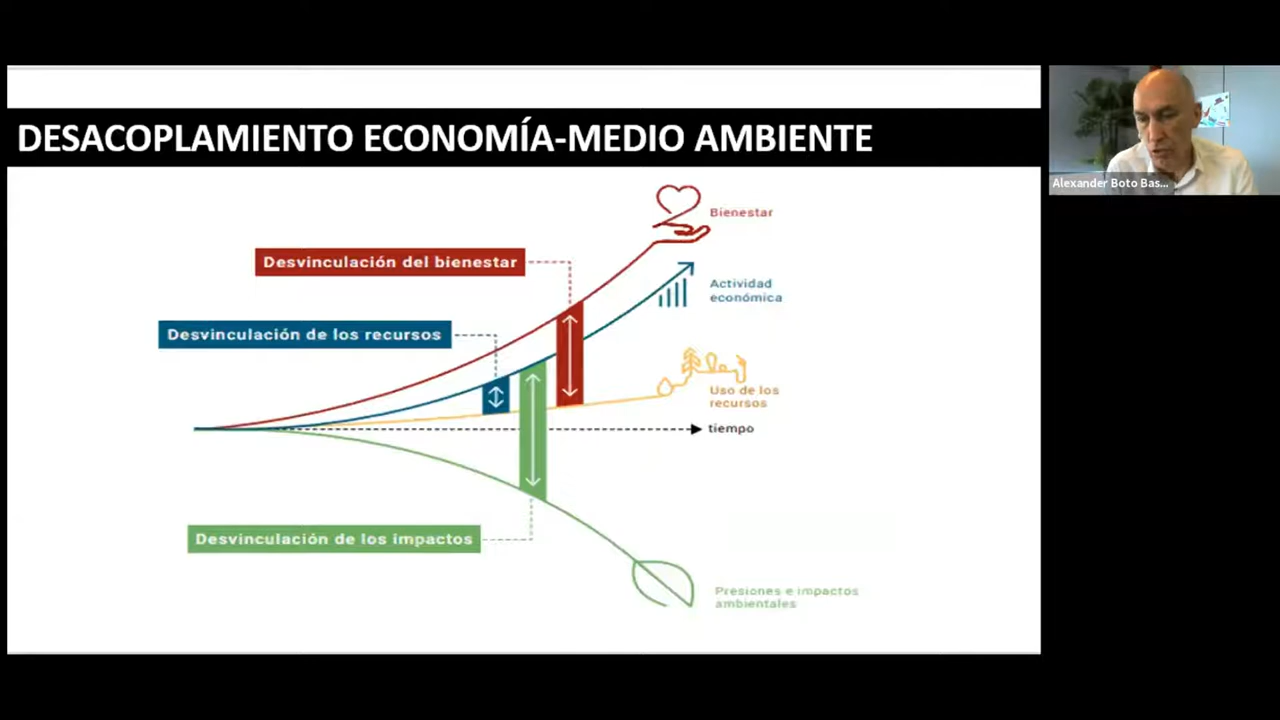 DESACOPLAMIENTO ECONOMÍA-MEDIO AMBIENTE
Alexander Boto Bas...
Bienestar
Desvinculación del bienestar
Actividad
económica
Desvinculación de los recursos
Uso de los
recursos
tiempo
Desvinculación de los impactos
Presiones e impactos
ambientales